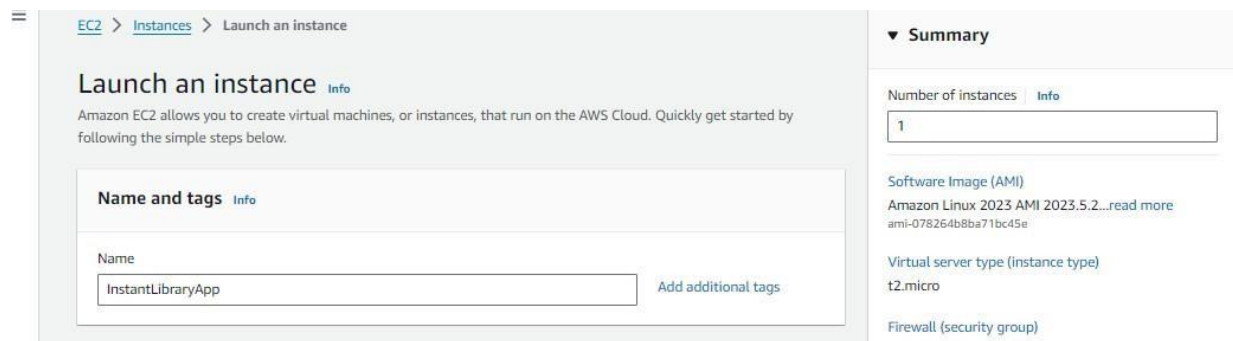 EC2 > Instances > Launch an instance
Launch an instance Info
Amazon EC2 allows you to create virtual machines, or instances, that run on the AWS Cloud. Quickly get started by
following the simple steps below.
Name and tags Info
Name
InstantLibraryApp
Add additional tags
Summary
Number of instances Info
1
Software Image (AMI)
Amazon Linux 2023 AMI 2023.5.2...read more
ami-078264b8ba71bc45e
Virtual server type (instance type)
t2.micro
Firewall (security group)